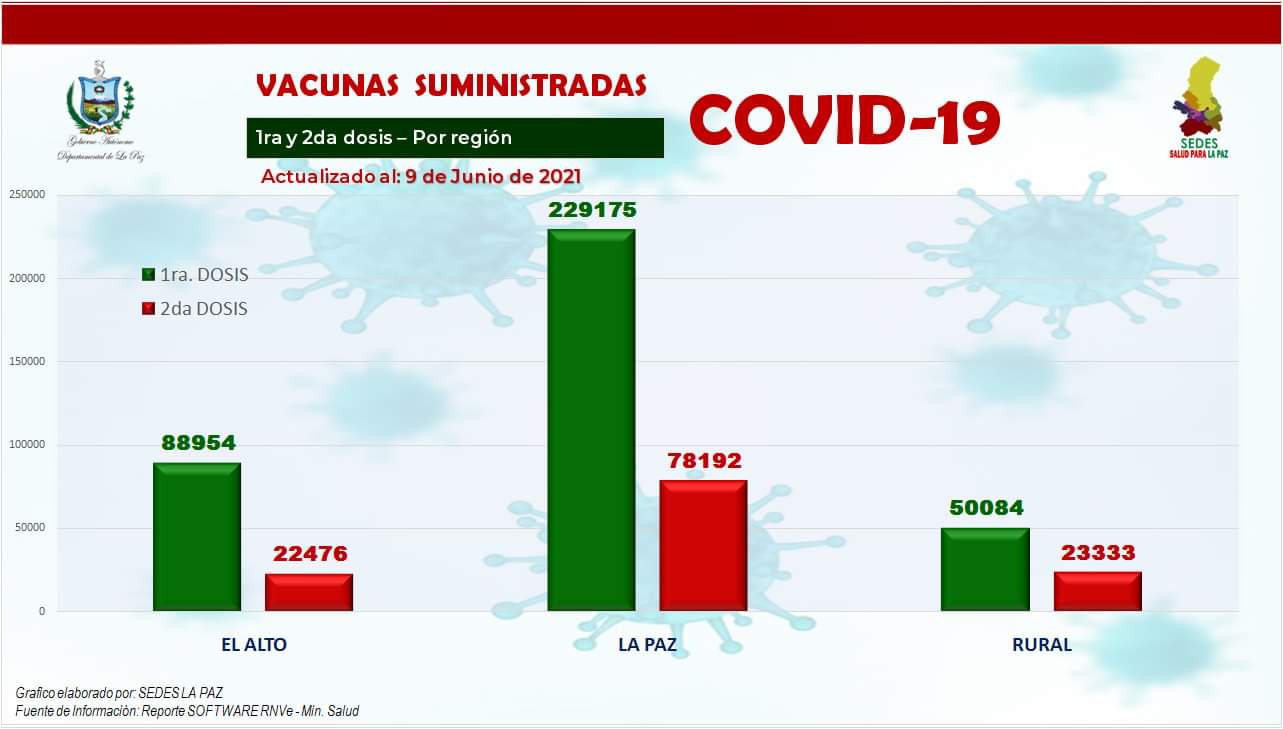 VACUNAS SUMINISTRADAS
COVID-19
1ra y 2da dosis – Por región
Actualizado al: 9 de Junio de 2021
Gobierno Autónomo
Departamental de La Paz
SEDES
SALUD PARA LA PAZ
250000
200000
150000
100000
50000
0
1ra. DOSIS
2da DOSIS
88954
22476
229175
78192
50084
23333
EL ALTO
LA PAZ
RURAL
Grafico elaborado por: SEDES LA PAZ
Fuente de Informaciòn: Reporte SOFTWARE RNVe - Min. Salud